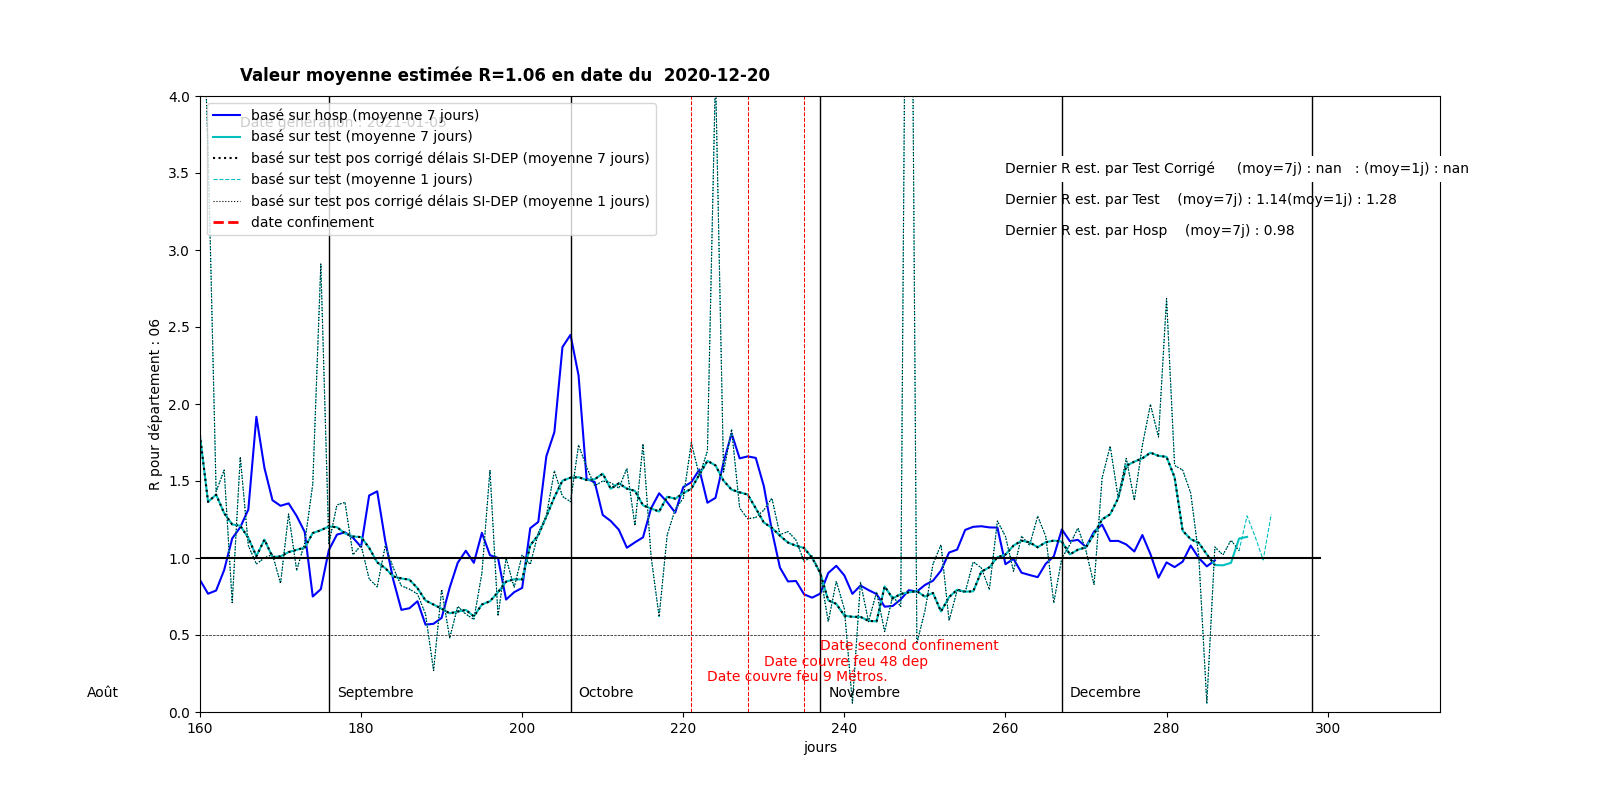 Valeur moyenne estimée R=1.06 en date du  2020-12-20
Date génération : 2021-01-05
basé sur hosp (moyenne 7 jours)
basé sur test (moyenne 7 jours)
basé sur test pos corrigé délais SI-DEP (moyenne 7 jours)
basé sur test (moyenne 1 jours)
basé sur test pos corrigé délais SI-DEP (moyenne 1 jours)
date confinement
Dernier R est. par Test Corrigé     (moy=7j) : nan   : (moy=1j) : nan
Dernier R est. par Test    (moy=7j) : 1.14(moy=1j) : 1.28
Dernier R est. par Hosp    (moy=7j) : 0.98
4.0
3.5
3.0
2.5
2.0
1.5
1.0
0.5
0.0
R pour département : 06
Date second confinement
Date couvre feu 48 dep
Date couvre feu 9 Métros.
Août
Septembre
Octobre
Novembre
Decembre
160
180
200
220
240
260
280
300
jours